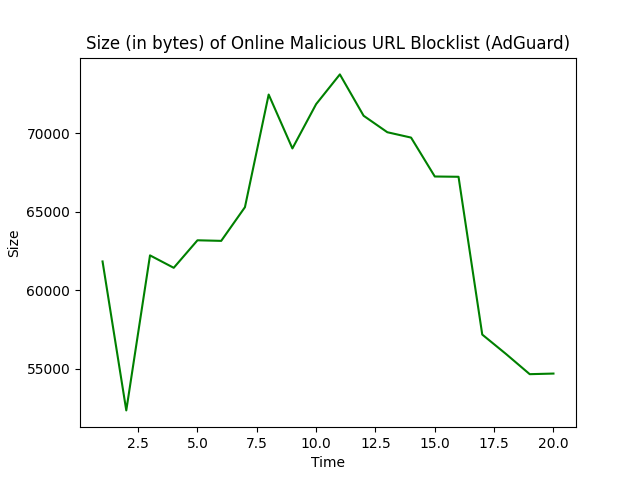 Size (in bytes) of Online Malicious URL Blocklist (AdGuard)
70000
65000
60000
55000
Size
2.5 5.0 7.5 10.0 12.5 15.0 17.5 20.0
Time